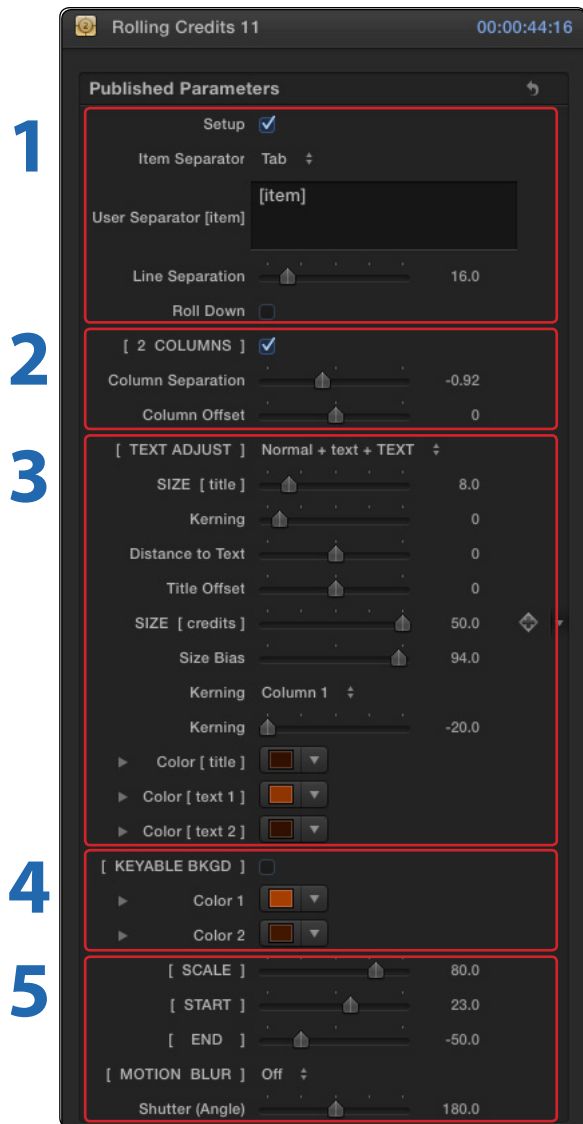 Rolling Credits 11 00:00:44:16
Published Parameters
1
Setup
Item Separator Tab
User Separator [item] [item]
Line Separation 16.0
Roll Down
2
[ 2 COLUMNS ]
Column Separation -0.92
Column Offset 0
3
[ TEXT ADJUST ] Normal + text + TEXT
SIZE [ title ] 8.0
Kerning 0
Distance to Text 0
Title Offset 0
SIZE [ credits ] 50.0
Size Bias 94.0
Kerning Column 1
Kerning -20.0
Color [ title ]
Color [ text 1 ]
Color [ text 2 ]
4
[ KEYABLE BKGD ]
Color 1
Color 2
5
[ SCALE ] 80.0
[ START ] 23.0
[ END ] -50.0
[ MOTION BLUR ] Off
Shutter (Angle) 180.0